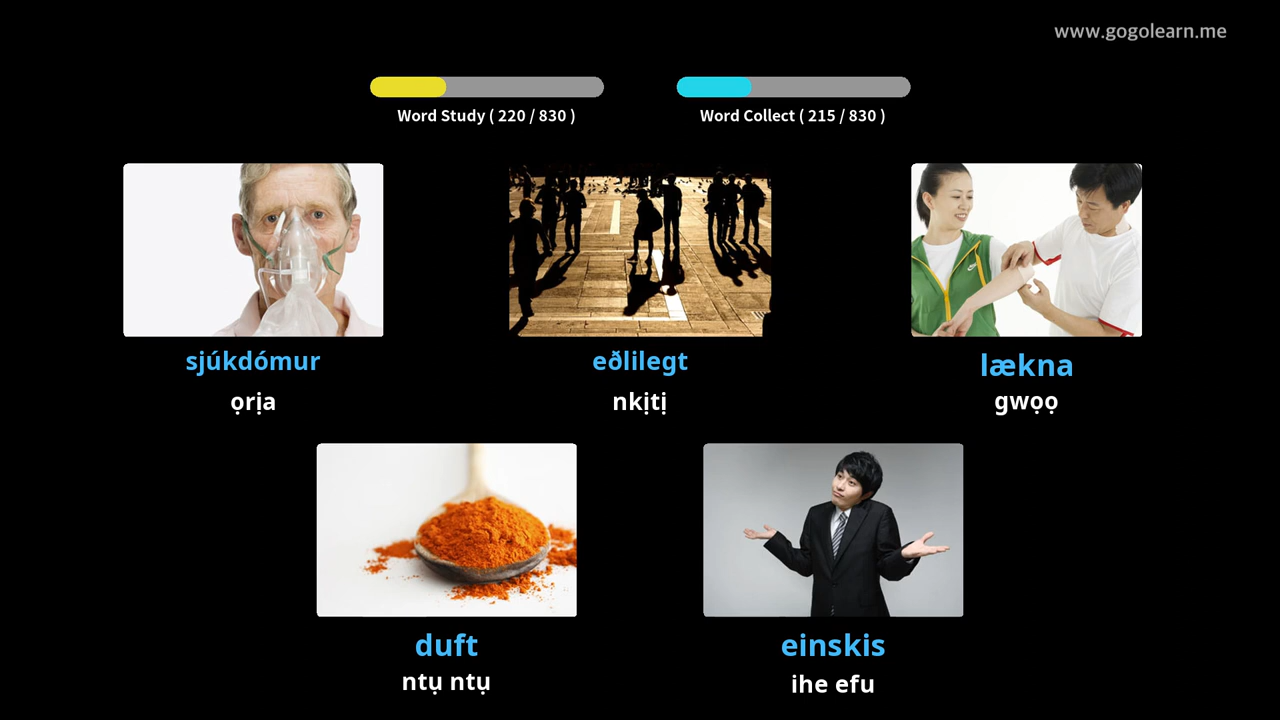 www.gogolearn.me
Word Study ( 220 / 830 )
Word Collect ( 215 / 830 )
sjúkdómur
ọrịa
eðlilegt
nkịtị
lækna
gwọọ
duft
ntụ ntụ
einskis
ihe efu